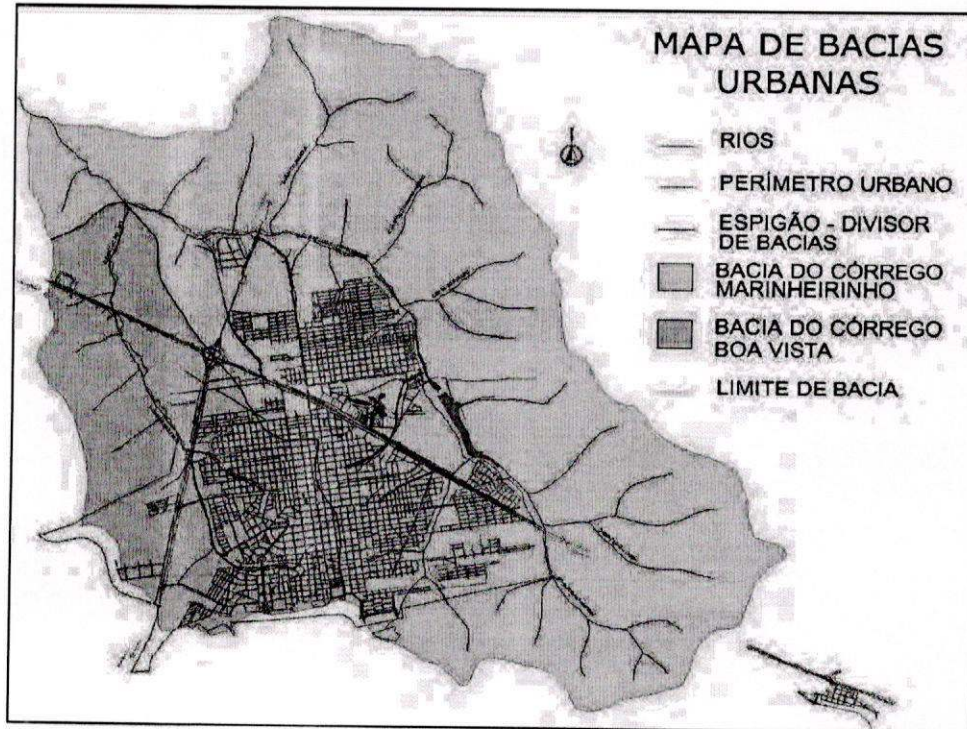 MAPA DE BACIAS
URBANAS
RIOS
PERÍMETRO URBANO
ESPIGÃO - DIVISOR
DE BACIAS
BACIA DO CÓRREGO
MARINHEIRINHO
BACIA DO CÓRREGO
BOA VISTA
LIMITE DE BACIA